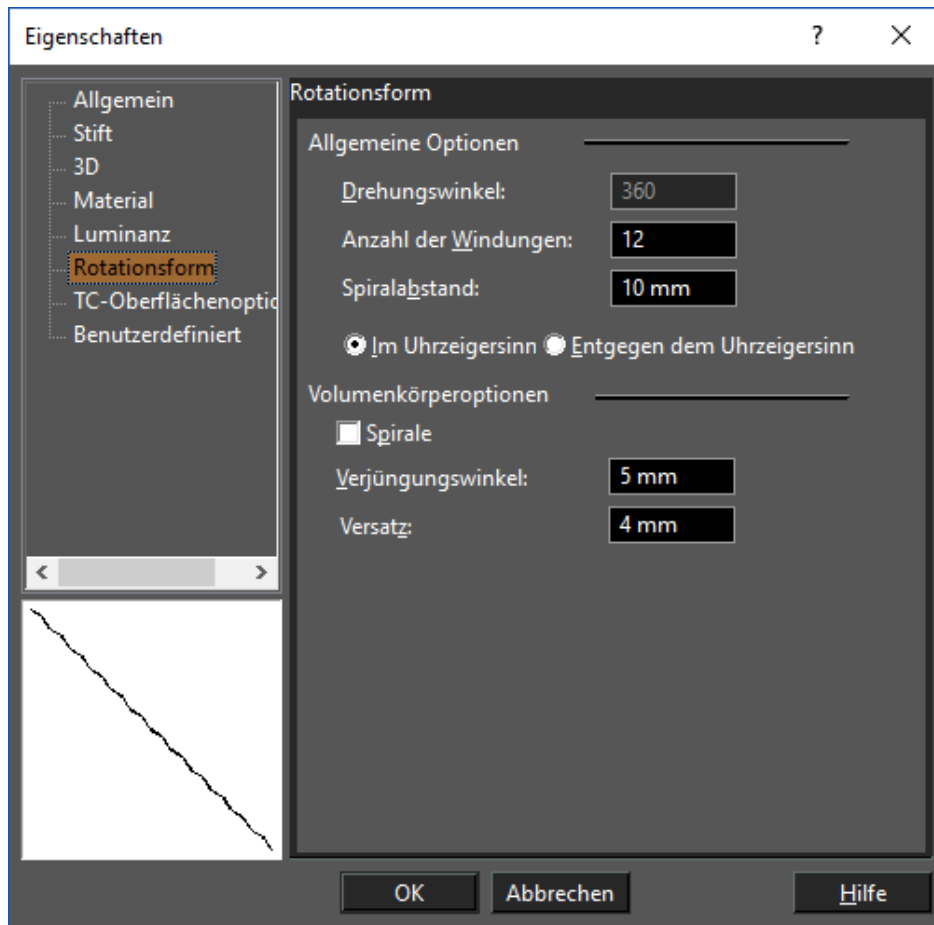 Eigenschaften
?
Allgemein
Stift
3D
Material
Luminanz
Rotationsform
TC-Oberflächenoptio
Benutzerdefiniert
Rotationsform
Allgemeine Optionen
Drehungswinkel: 360
Anzahl der Windungen: 12
Spiralabstand: 10 mm
Im Uhrzeigersinn Entgegen dem Uhrzeigersinn
Volumenkörperoptionen
Spirale
Verjüngungswinkel: 5 mm
Versatz: 4 mm
OK Abbrechen Hilfe